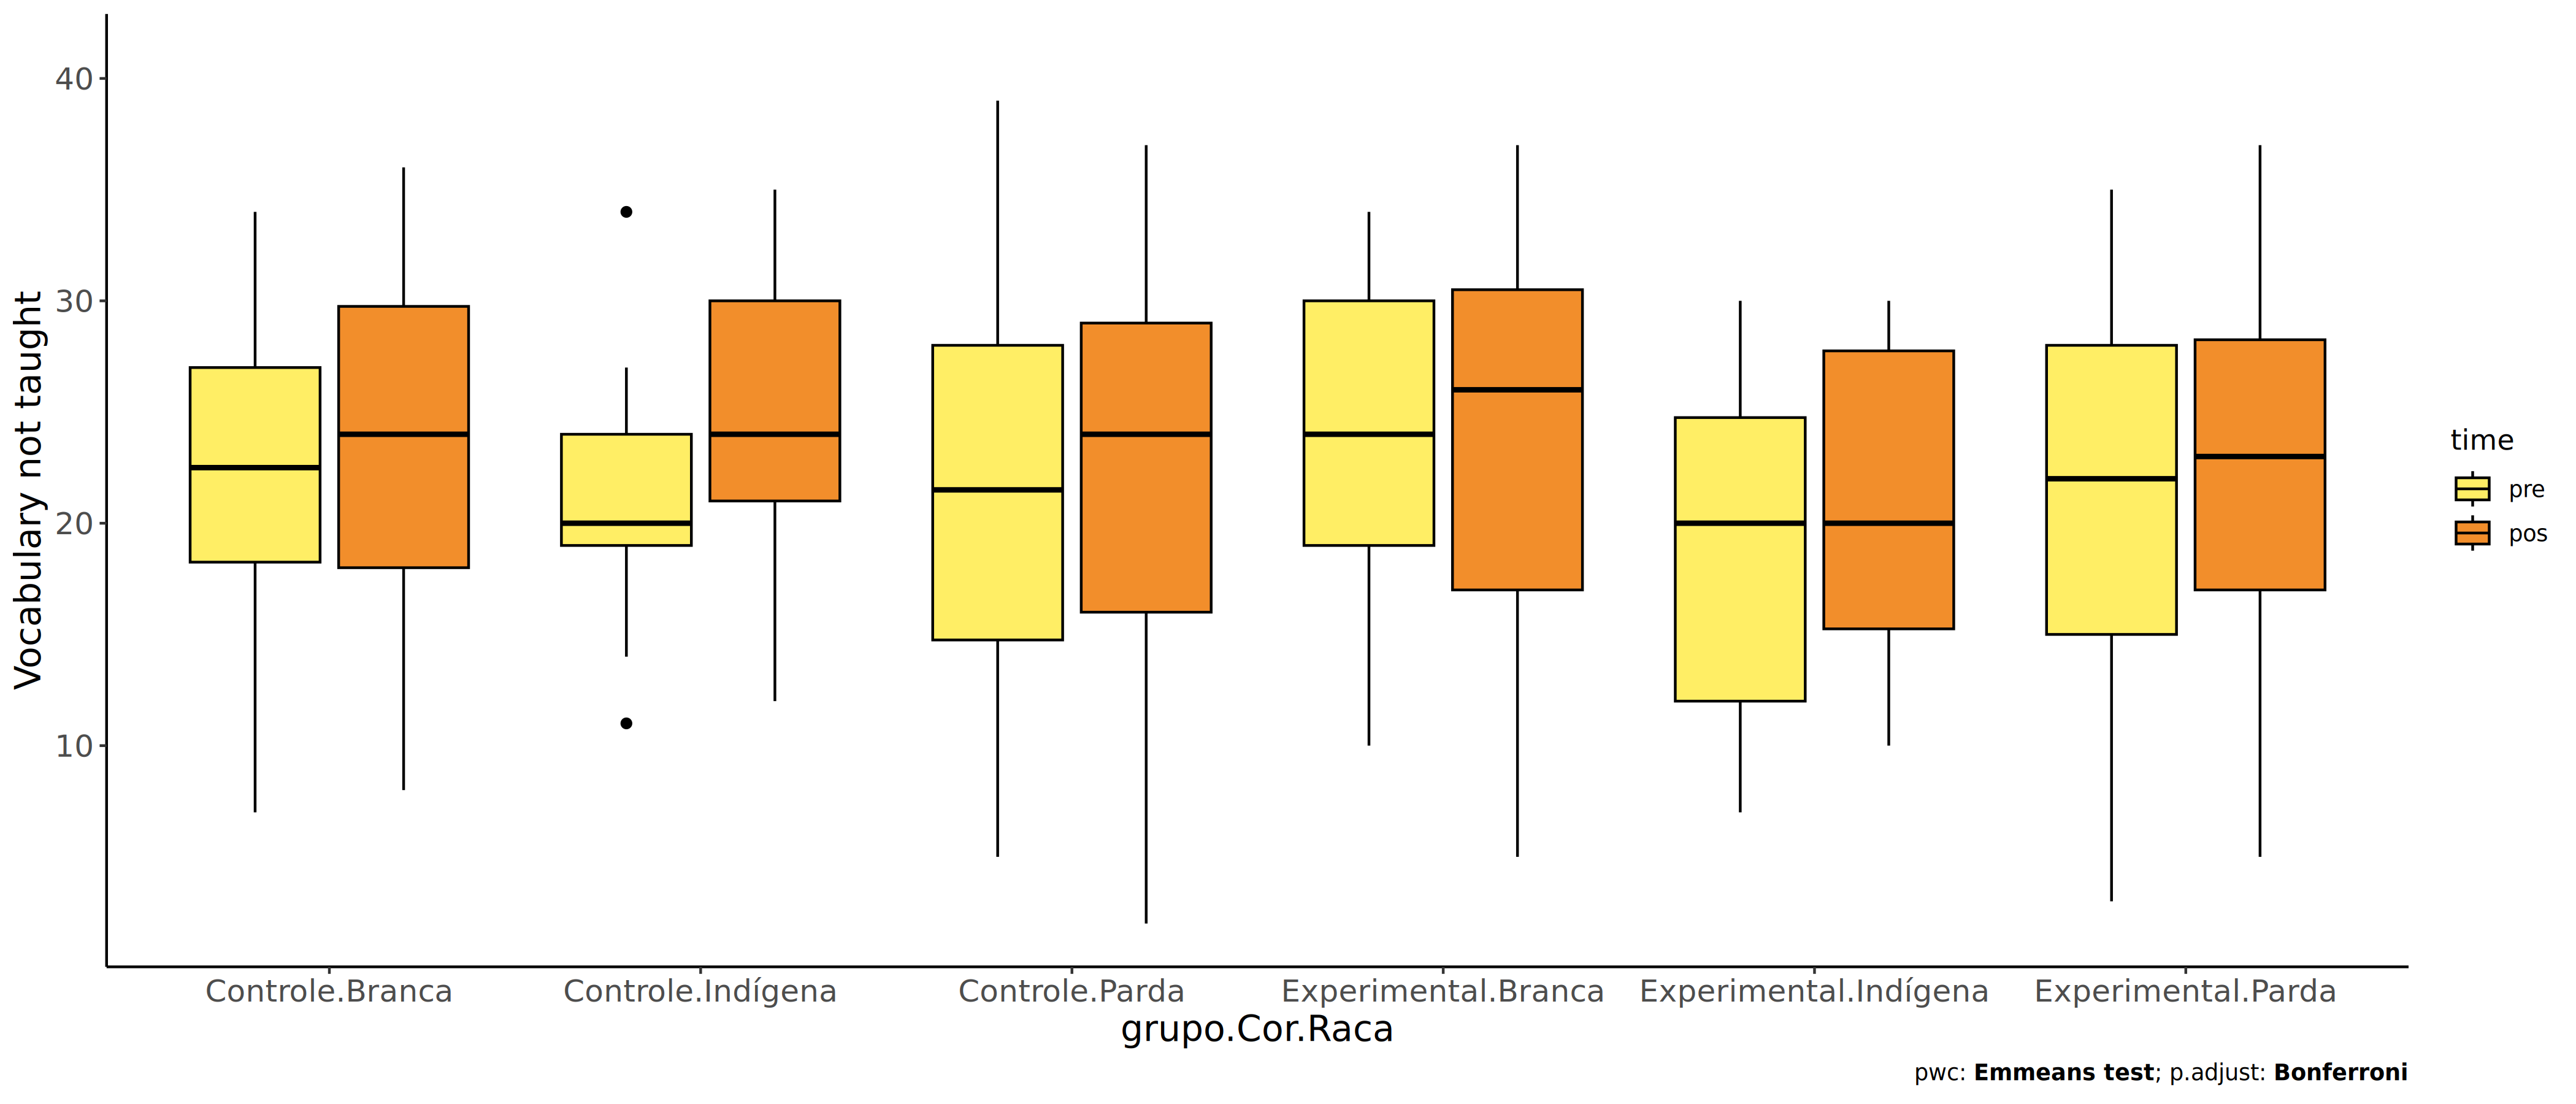 40
30
20
10
Vocabulary not taught
Controle.Branca
Controle.Indígena
Controle.Parda
Experimental.Branca
Experimental.Indígena
Experimental.Parda
grupo.Cor.Raca
time
pre
pos
pwc: Emmeans test; p.adjust: Bonferroni